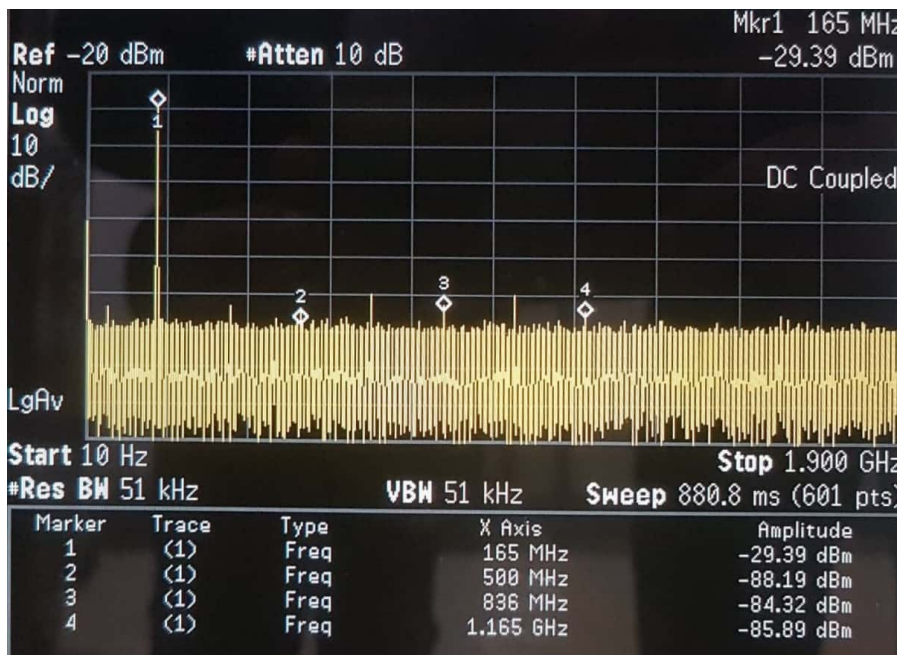 Mkr1 165 MHz
Ref -20 dBm #Atten 10 dB -29.39 dBm
Norm
Log
10
dB/
1
DC Coupled
2 3 4
LgAv
Start 10 Hz Stop 1.900 GHz
#Res BW 51 kHz VBW 51 kHz Sweep 880.8 ms (601 pts)
Marker Trace Type X Axis Amplitude
1 (1) Freq 165 MHz -29.39 dBm
2 (1) Freq 500 MHz -88.19 dBm
3 (1) Freq 836 MHz -84.32 dBm
4 (1) Freq 1.165 GHz -85.89 dBm